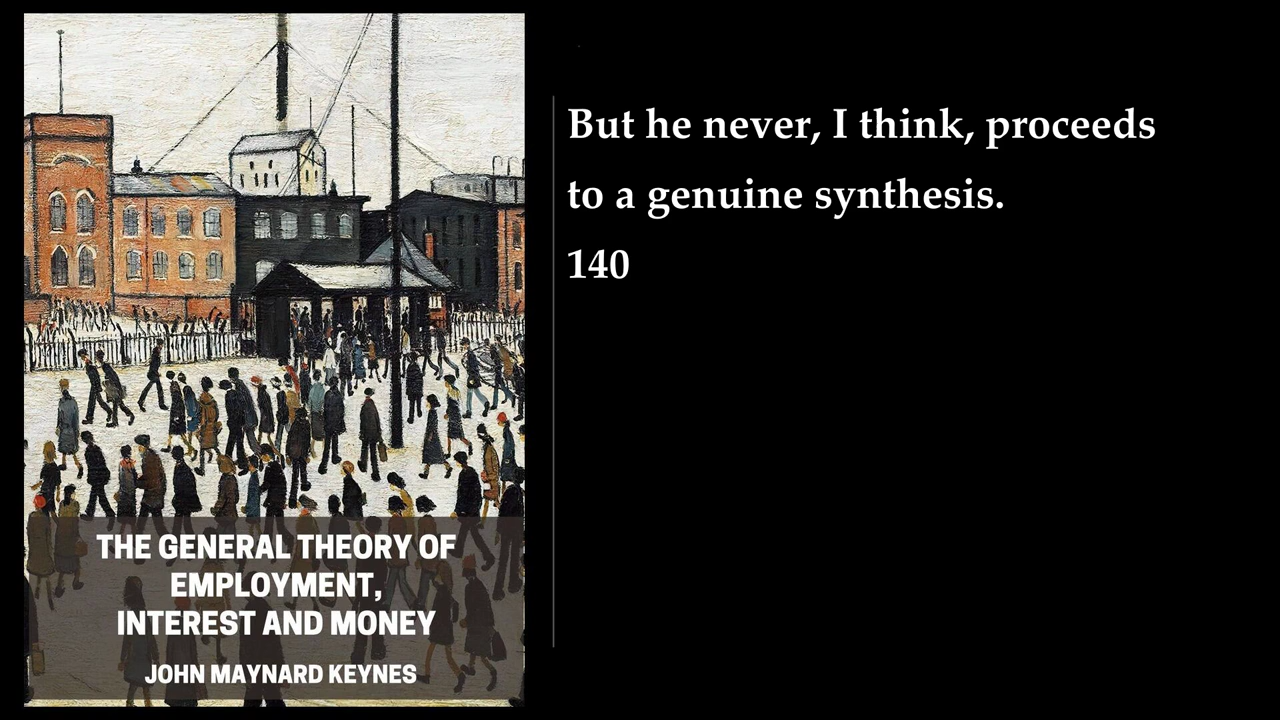 THE GENERAL THEORY OF
EMPLOYMENT,
INTEREST AND MONEY
JOHN MAYNARD KEYNES
But he never, I think, proceeds
to a genuine synthesis.
140